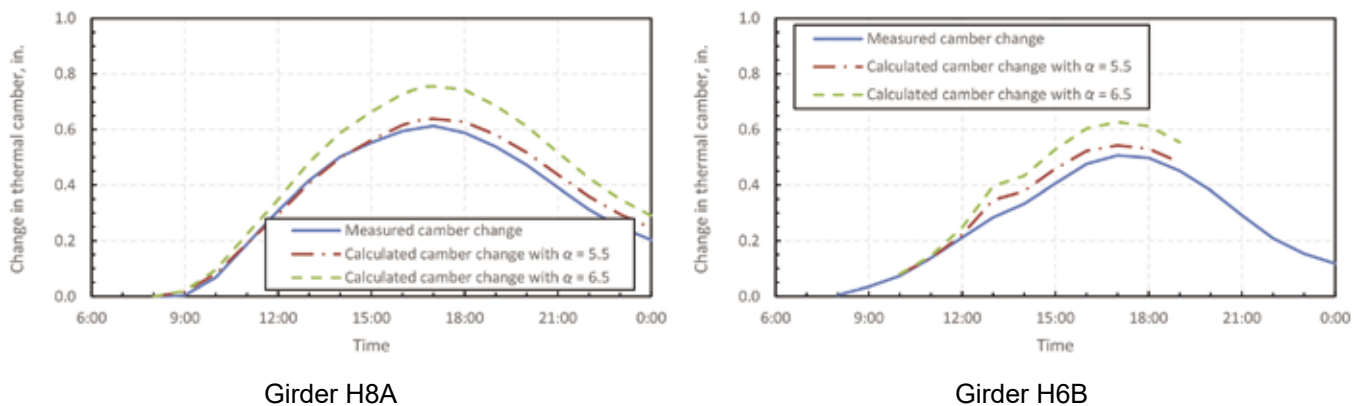 Change in thermal camber, in.
1.0
0.8
0.6
0.4
0.2
0.0
Measured camber change
Calculated camber change with α = 5.5
Calculated camber change with α = 6.5
6:00 9:00 12:00 15:00 18:00 21:00 0:00
Time
Girder H8A
Change in thermal camber, in.
1.0
0.8
0.6
0.4
0.2
0.0
Measured camber change
Calculated camber change with α = 5.5
Calculated camber change with α = 6.5
6:00 9:00 12:00 15:00 18:00 21:00 0:00
Time
Girder H6B